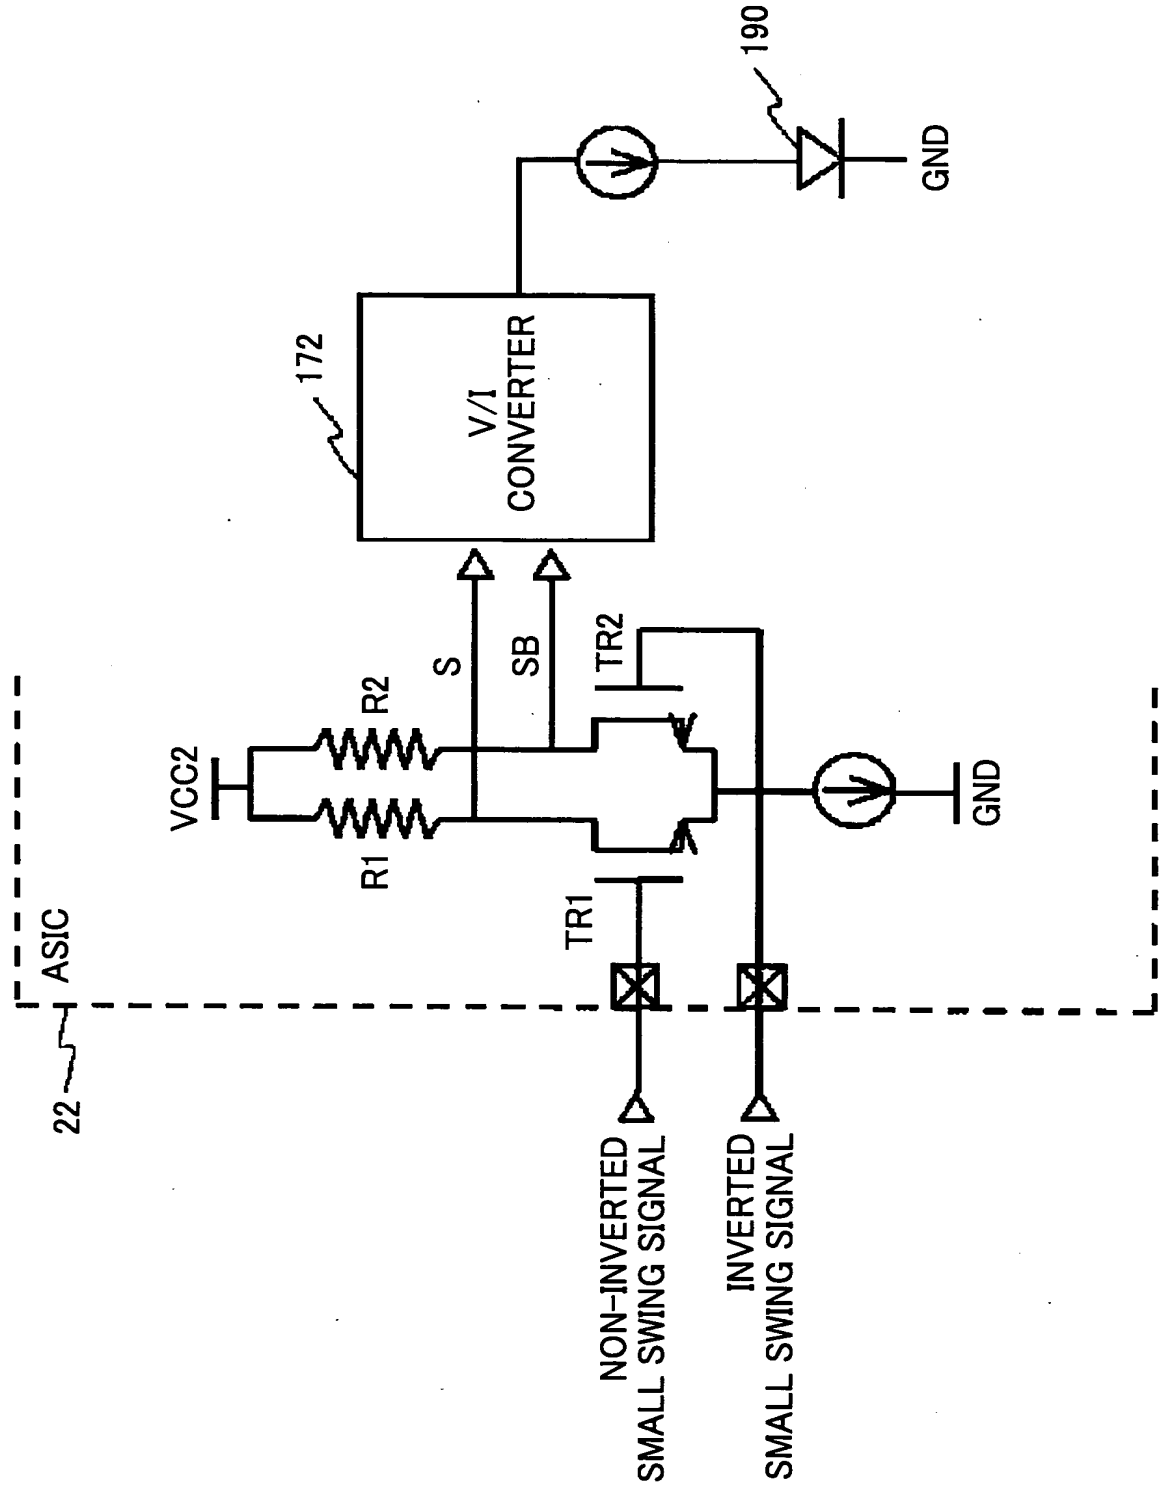 22
ASIC
VCC2
R1
R2
S
SB
TR1
TR2
172
V/I
CONVERTER
190
GND
GND
NON-INVERTED
SMALL SWING SIGNAL
INVERTED
SMALL SWING SIGNAL